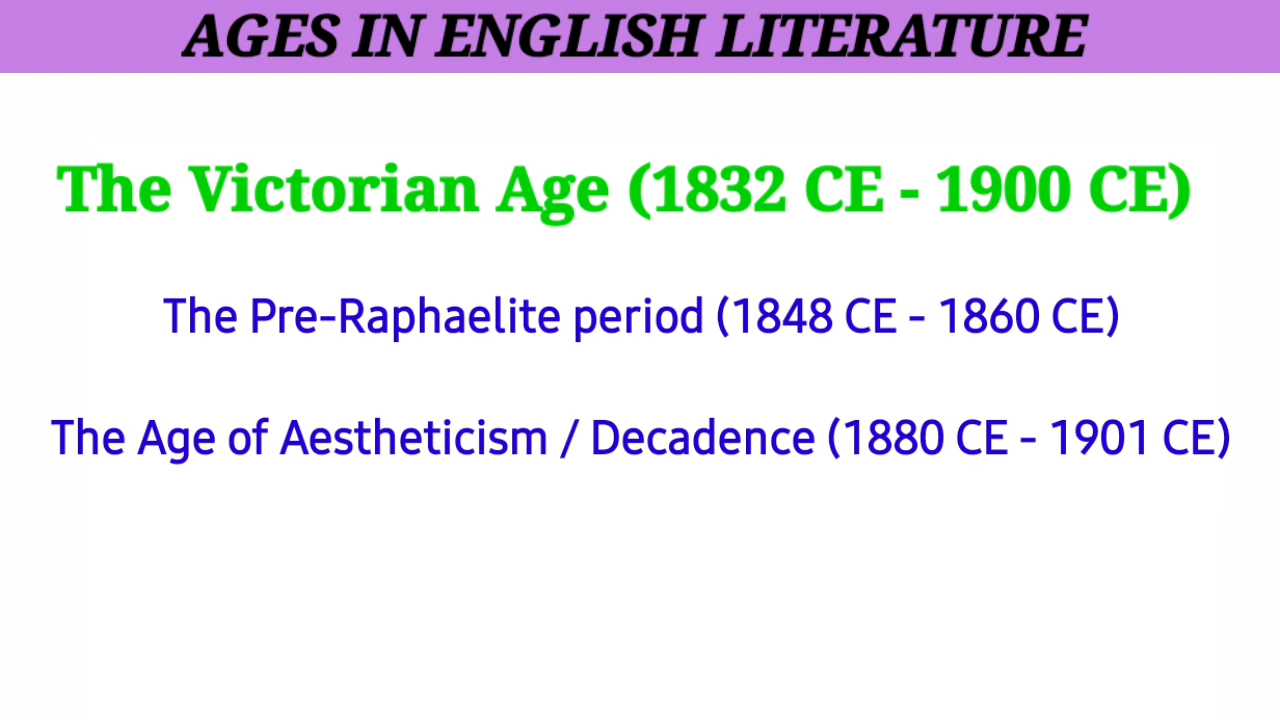 AGES IN ENGLISH LITERATURE
The Victorian Age (1832 CE - 1900 CE)
The Pre-Raphaelite period (1848 CE - 1860 CE)
The Age of Aestheticism / Decadence (1880 CE - 1901 CE)